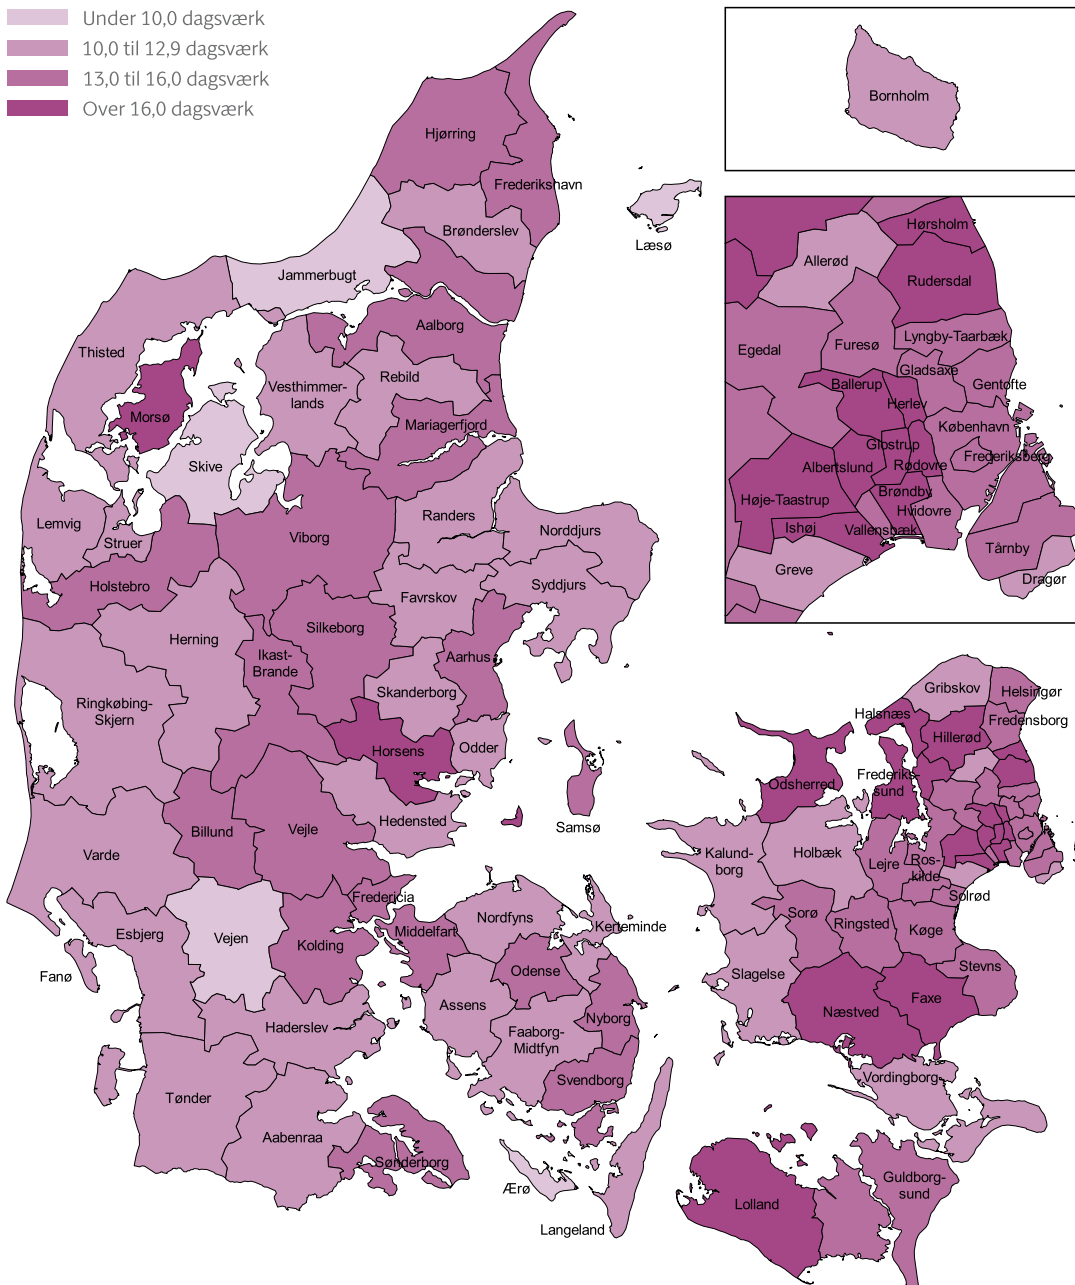 Under 10,0 dagsværk
10,0 til 12,9 dagsværk
13,0 til 16,0 dagsværk
Over 16,0 dagsværk
Bornholm
Hjørring
Frederikshavn
Brønderslev
Læsø
Jammerbugt
Aalborg
Thisted
Rebild
Vesthimmer-
lands
Morsø
Mariagerfjord
Skive
Lemvig
Struer
Viborg
Randers
Norddjurs
Holstebro
Syddjurs
Favrskov
Herning
Silkeborg
Ikast-
Brande
Aarhus
Skanderborg
Ringkøbing-
Skjern
Horsens
Odder
Hedensted
Samsø
Billund
Vejle
Varde
Fredericia
Esbjerg
Vejen
Kolding
Middelfart
Nordfyns
Kerteminde
Fanø
Odense
Assens
Haderslev
Nyborg
Faaborg-
Midtfyn
Svendborg
Tønder
Aabenraa
Sønderborg
Ærø
Langeland
Hørsholm
Allerød
Rudersdal
Lyngby-Taarbæk
Egedal
Furesø
Gladsaxe
Ballerup
Gentofte
Herlev
København
Glostrup
Frederiksberg
Albertslund
Rødovre
Høje-Taastrup
Brøndby
Hvidovre
Ishøj
Vallensbæk
Tårnby
Greve
Dragør
Gribskov
Helsingør
Halsnæs
Fredensborg
Hillerød
Odsherred
Frederiks-
sund
Kalund-
borg
Holbæk
Lejre
Ros-
kilde
Solrød
Sorø
Ringsted
Køge
Slagelse
Stevns
Næstved
Faxe
Vordingborg
Lolland
Guldborg-
sund